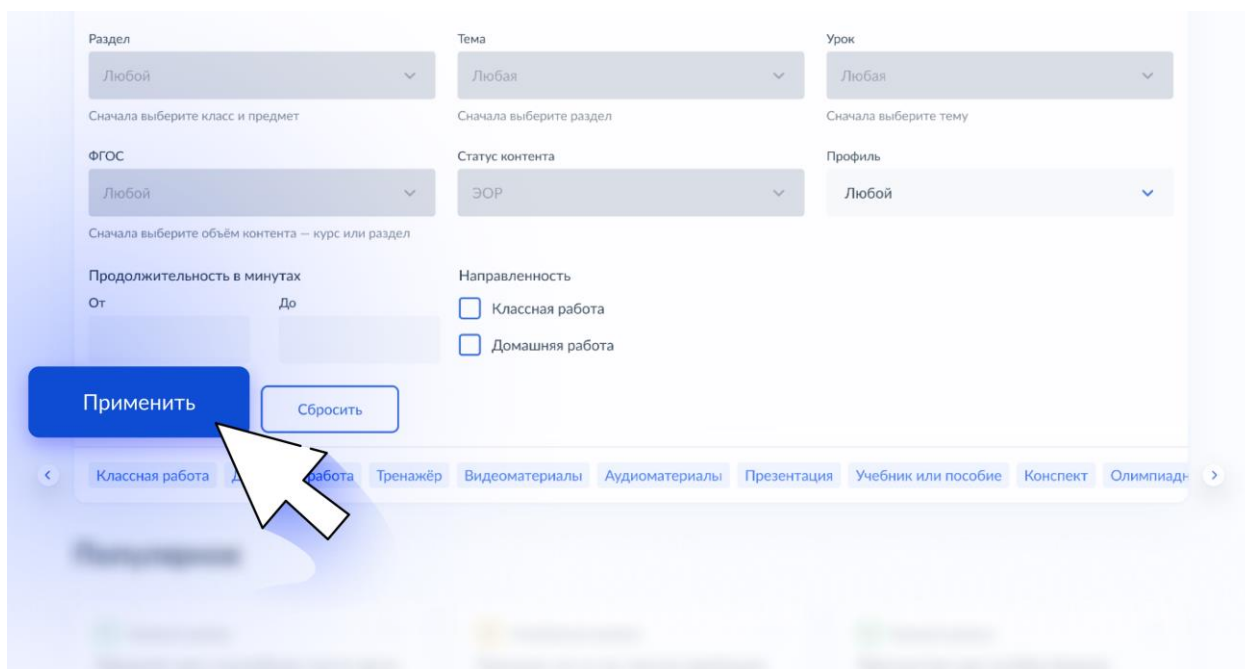 Раздел Тема Урок
Любой Любая Любая
Сначала выберите класс и предмет Сначала выберите раздел Сначала выберите тему
ФГОС Статус контента Профиль
Любой ЭОР Любой
Сначала выберите объём контента — курс или раздел
Продолжительность в минутах Направленность
От До
Классная работа
Домашняя работа
Применить Сбросить
Классная работа работа Тренажёр Видеоматериалы Аудиоматериалы Презентация Учебник или пособие Конспект